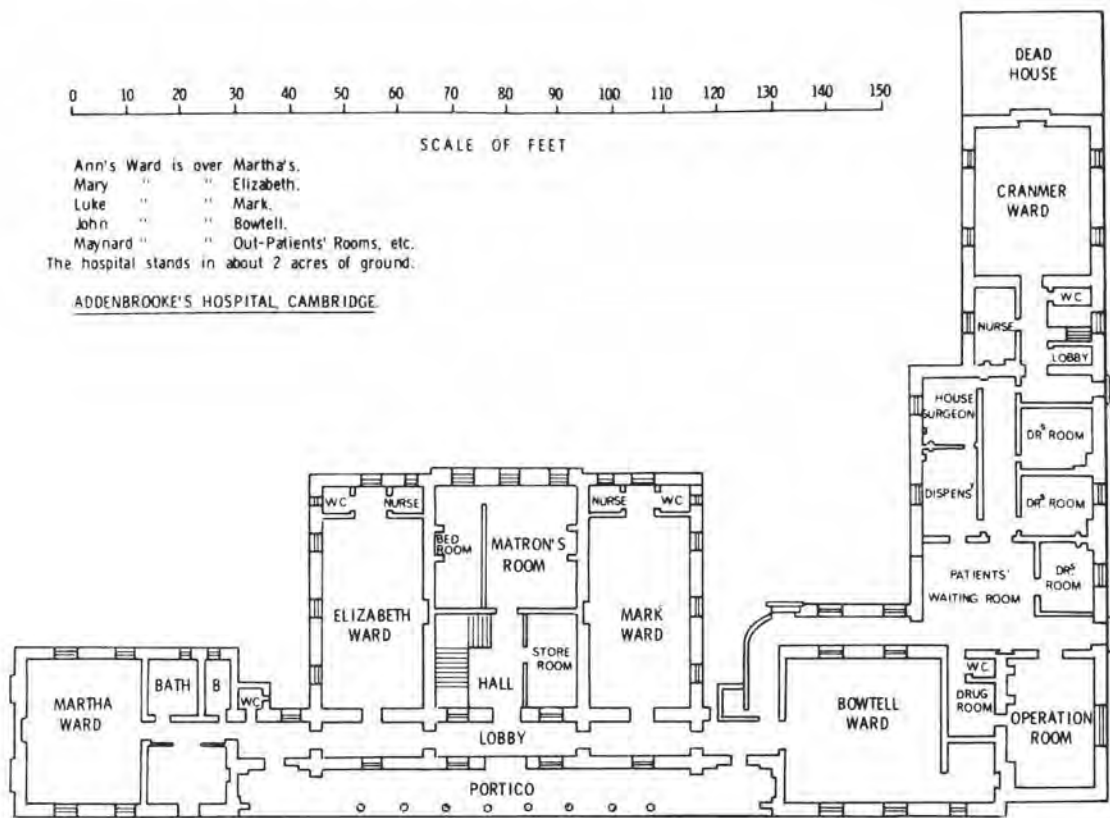 DEAD
HOUSE
0 10 20 30 40 50 60 70 80 90 100 110 120 130 140 150
SCALE OF FEET
Ann's Ward is over Martha's.
Mary " " Elizabeth.
Luke " " Mark.
John " " Bowtell.
Maynard " " Out-Patients' Rooms, etc.
The hospital stands in about 2 acres of ground.
ADDENBROOKE'S HOSPITAL, CAMBRIDGE.
CRANMER
WARD
WC
NURSE
LOBBY
HOUSE
SURGEON
DRS ROOM
DISPENSY
DRS ROOM
WC
NURSE
NURSE
WC
BED
ROOM
MATRON'S
ROOM
PATIENTS'
WAITING ROOM
DRS
ROOM
ELIZABETH
WARD
MARK
WARD
STORE
ROOM
HALL
MARTHA
WARD
BATH
B
WC
BOWTELL
WARD
WC
DRUG
ROOM
OPERATION
ROOM
LOBBY
PORTICO